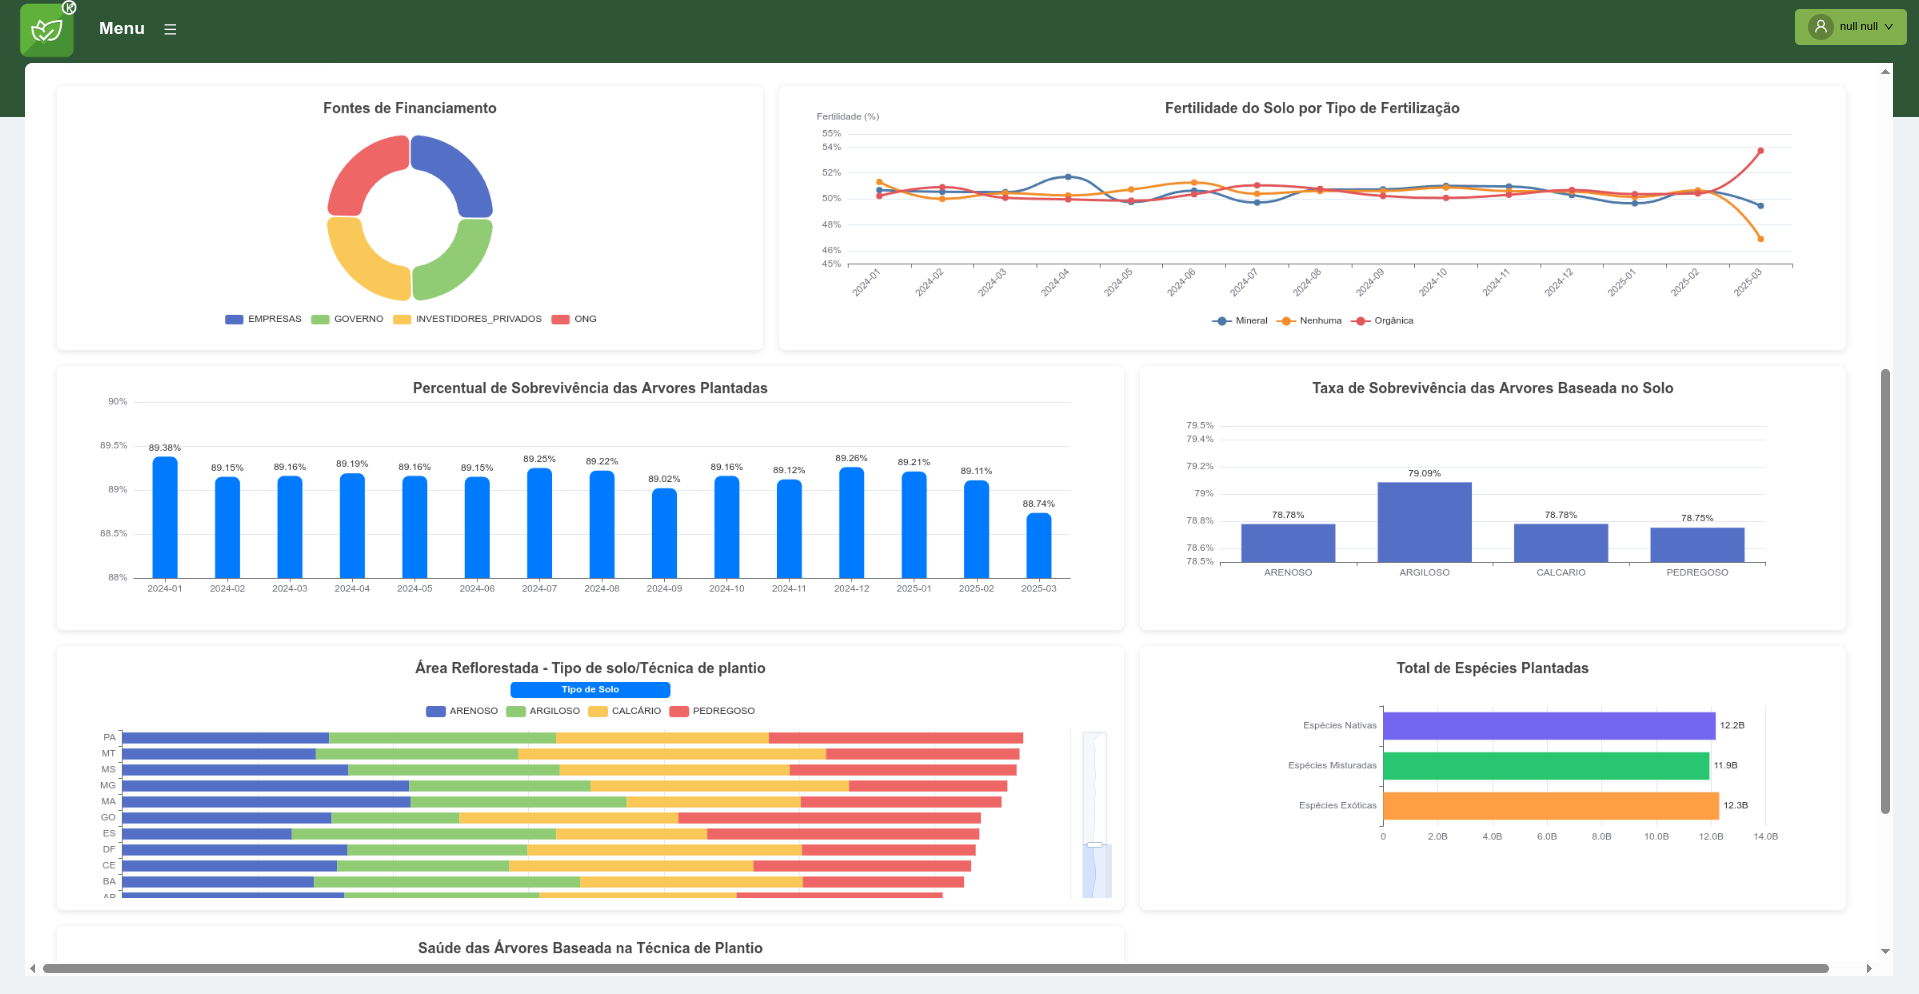 Menu
null null
Fontes de Financiamento
EMPRESAS GOVERNO INVESTIDORES_PRIVADOS ONG
Fertilidade do Solo por Tipo de Fertilização
Fertilidade (%)
55%
54%
52%
50%
48%
46%
45%
2024-01 2024-02 2024-03 2024-04 2024-05 2024-06 2024-07 2024-08 2024-09 2024-10 2024-11 2024-12 2025-01 2025-02 2025-03
Mineral Nenhuma Orgânica
Percentual de Sobrevivência das Arvores Plantadas
90%
89.5%
89%
88.5%
88%
89.38% 89.15% 89.16% 89.19% 89.16% 89.15% 89.25% 89.22% 89.02% 89.16% 89.12% 89.26% 89.21% 89.11% 88.74%
2024-01 2024-02 2024-03 2024-04 2024-05 2024-06 2024-07 2024-08 2024-09 2024-10 2024-11 2024-12 2025-01 2025-02 2025-03
Taxa de Sobrevivência das Arvores Baseada no Solo
79.5%
79.4%
79.2%
79%
78.8%
78.6%
78.5%
78.78% 79.09% 78.78% 78.75%
ARENOSO ARGILOSO CALCARIO PEDREGOSO
Área Reflorestada - Tipo de solo/Técnica de plantio
Tipo de Solo
ARENOSO ARGILOSO CALCÁRIO PEDREGOSO
PA
MT
MS
MG
MA
GO
ES
DF
CE
BA
Total de Espécies Plantadas
Espécies Nativas 12.2B
Espécies Misturadas 11.9B
Espécies Exóticas 12.3B
0 2.0B 4.0B 6.0B 8.0B 10.0B 12.0B 14.0B
Saúde das Árvores Baseada na Técnica de Plantio